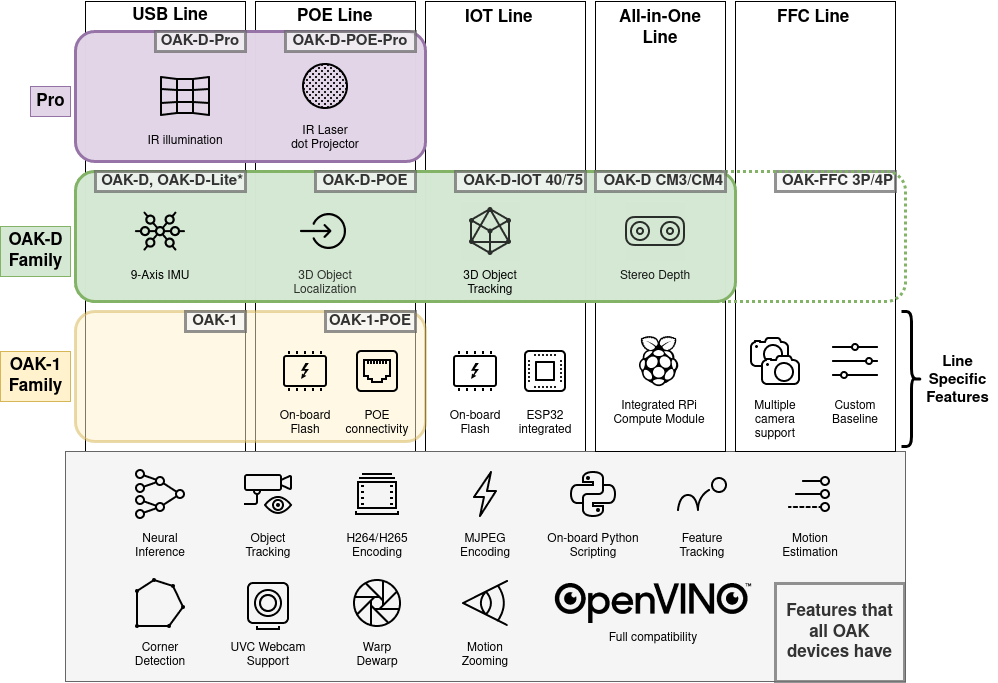 USB Line
POE Line
IOT Line
All-in-One
Line
FFC Line
OAK-D-Pro
OAK-D-POE-Pro
Pro
IR illumination
IR Laser
dot Projector
OAK-D, OAK-D-Lite*
OAK-D-POE
OAK-D-IOT 40/75
OAK-D CM3/CM4
OAK-FFC 3P/4P
OAK-D
Family
9-Axis IMU
3D Object
Localization
3D Object
Tracking
Stereo Depth
OAK-1
OAK-1-POE
OAK-1
Family
On-board
Flash
POE
connectivity
On-board
Flash
ESP32
integrated
Integrated RPi
Compute Module
Multiple
camera
support
Custom
Baseline
Line
Specific
Features
Neural
Inference
Object
Tracking
H264/H265
Encoding
MJPEG
Encoding
On-board Python
Scripting
Feature
Tracking
Motion
Estimation
Corner
Detection
UVC Webcam
Support
Warp
Dewarp
Motion
Zooming
OpenVINO™
Full compatibility
Features that
all OAK
devices have